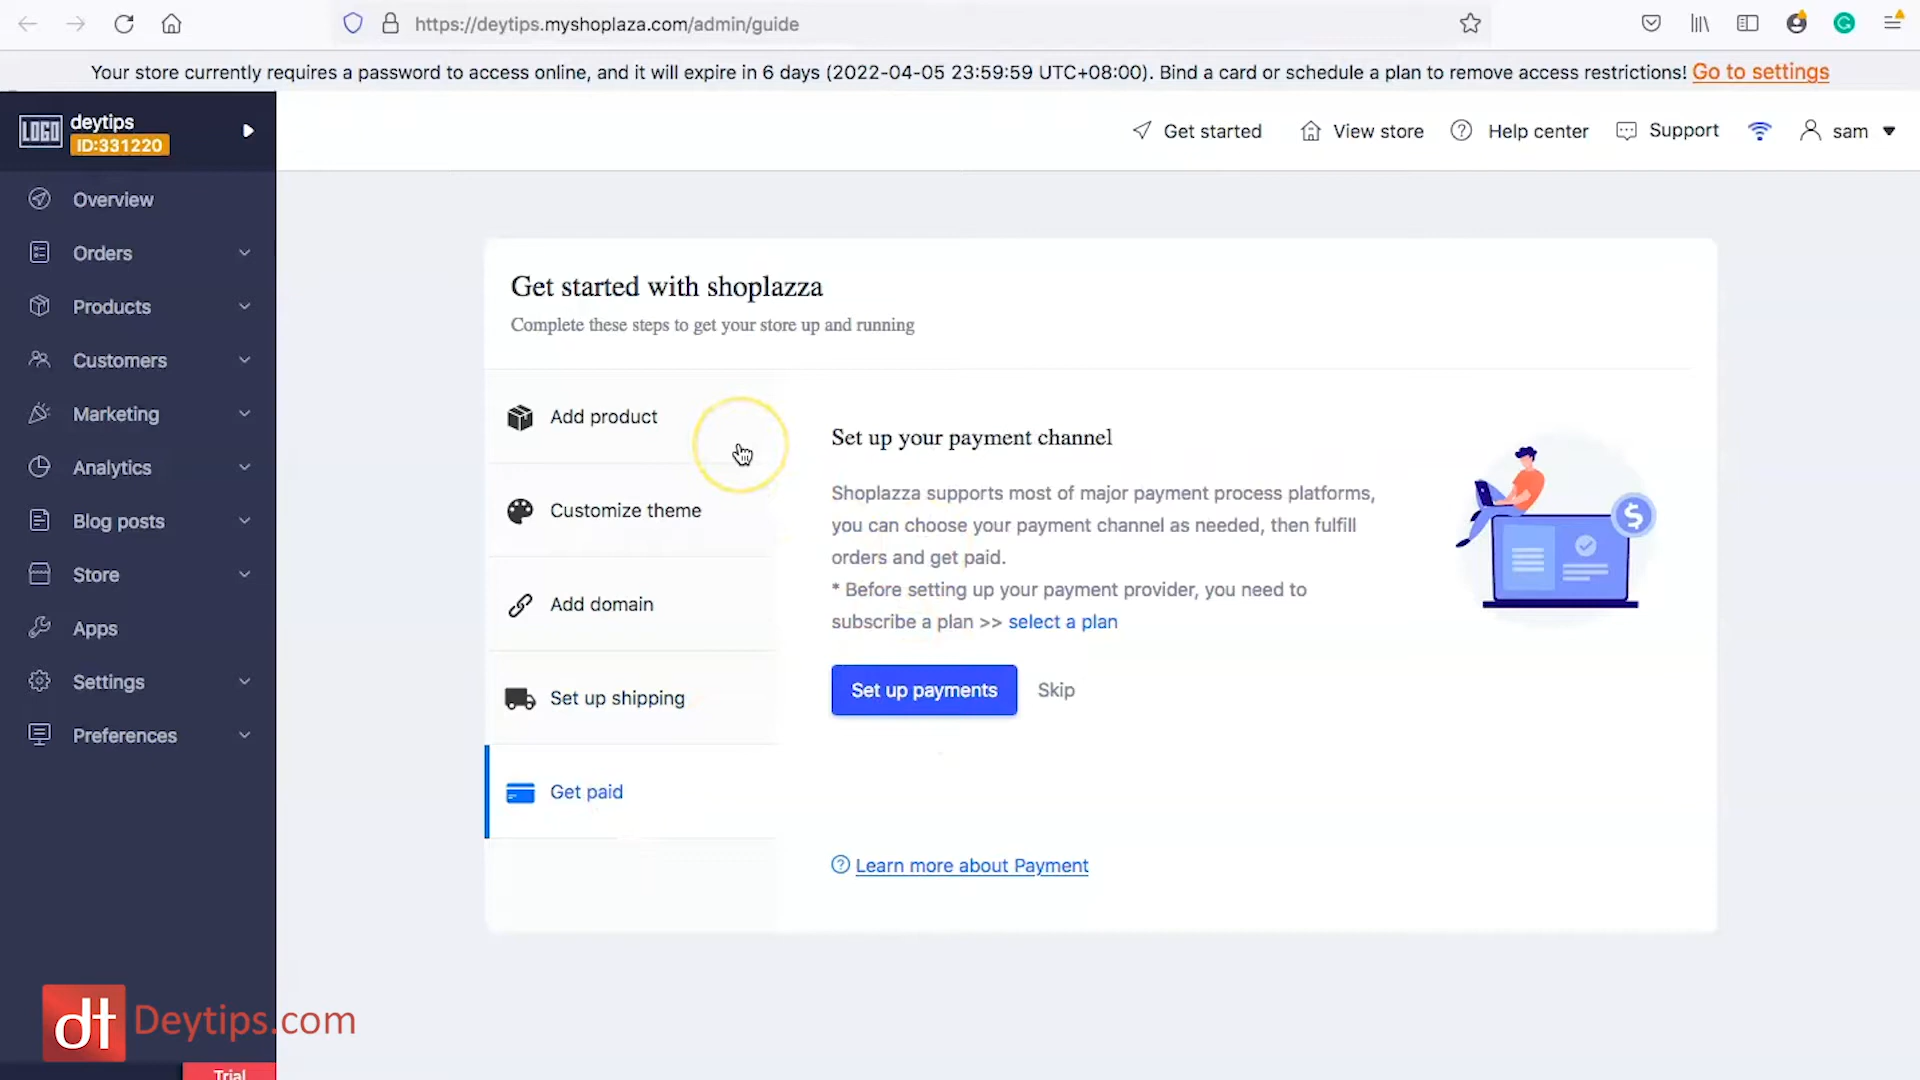 https://deytips.myshoplaza.com/admin/guide
Your store currently requires a password to access online, and it will expire in 6 days (2022-04-05 23:59:59 UTC+08:00). Bind a card or schedule a plan to remove access restrictions! Go to settings
LOGO
deytips
ID:331220
Get started
View store
Help center
Support
sam
Overview
Orders
Products
Customers
Marketing
Analytics
Blog posts
Store
Apps
Settings
Preferences
Get started with shoplazza
Complete these steps to get your store up and running
Add product
Customize theme
Add domain
Set up shipping
Get paid
Set up your payment channel
Shoplazza supports most of major payment process platforms,
you can choose your payment channel as needed, then fulfill
orders and get paid.
* Before setting up your payment provider, you need to
subscribe a plan >> select a plan
Set up payments
Skip
Learn more about Payment
dt Deytips.com
Trial